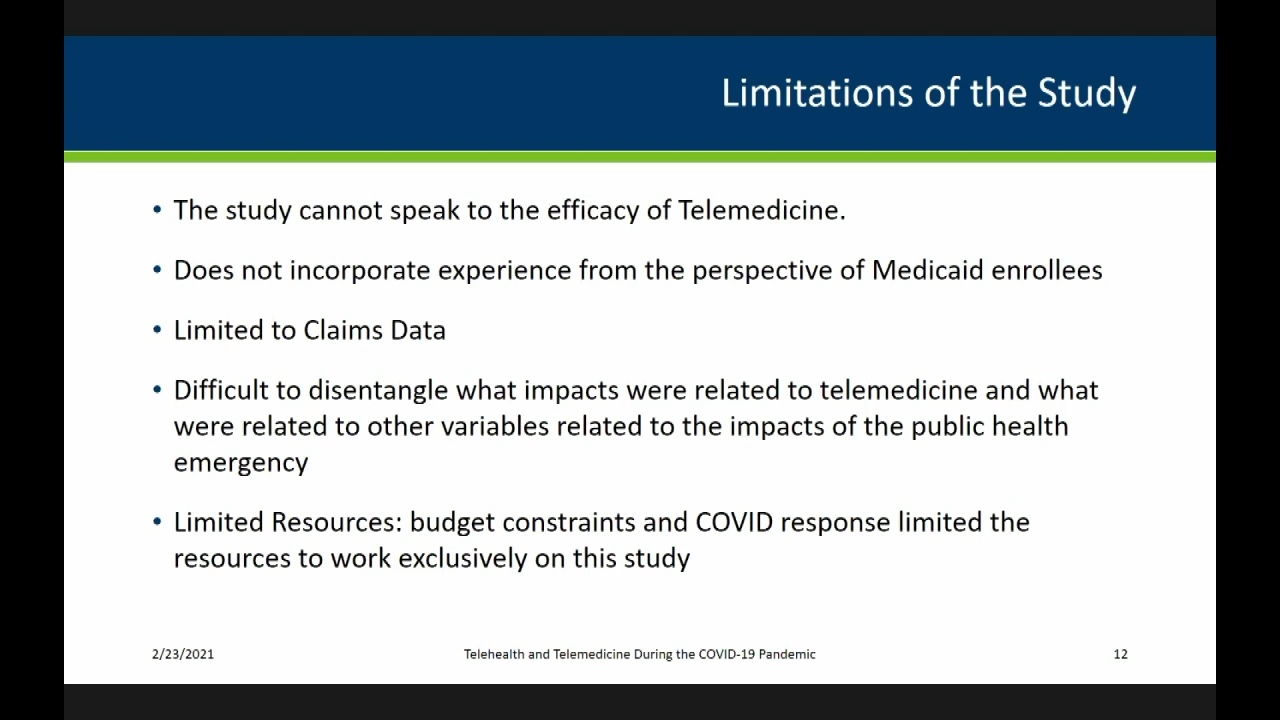 Limitations of the Study
• The study cannot speak to the efficacy of Telemedicine.
• Does not incorporate experience from the perspective of Medicaid enrollees
• Limited to Claims Data
• Difficult to disentangle what impacts were related to telemedicine and what
were related to other variables related to the impacts of the public health
emergency
• Limited Resources: budget constraints and COVID response limited the
resources to work exclusively on this study
2/23/2021
Telehealth and Telemedicine During the COVID-19 Pandemic
12